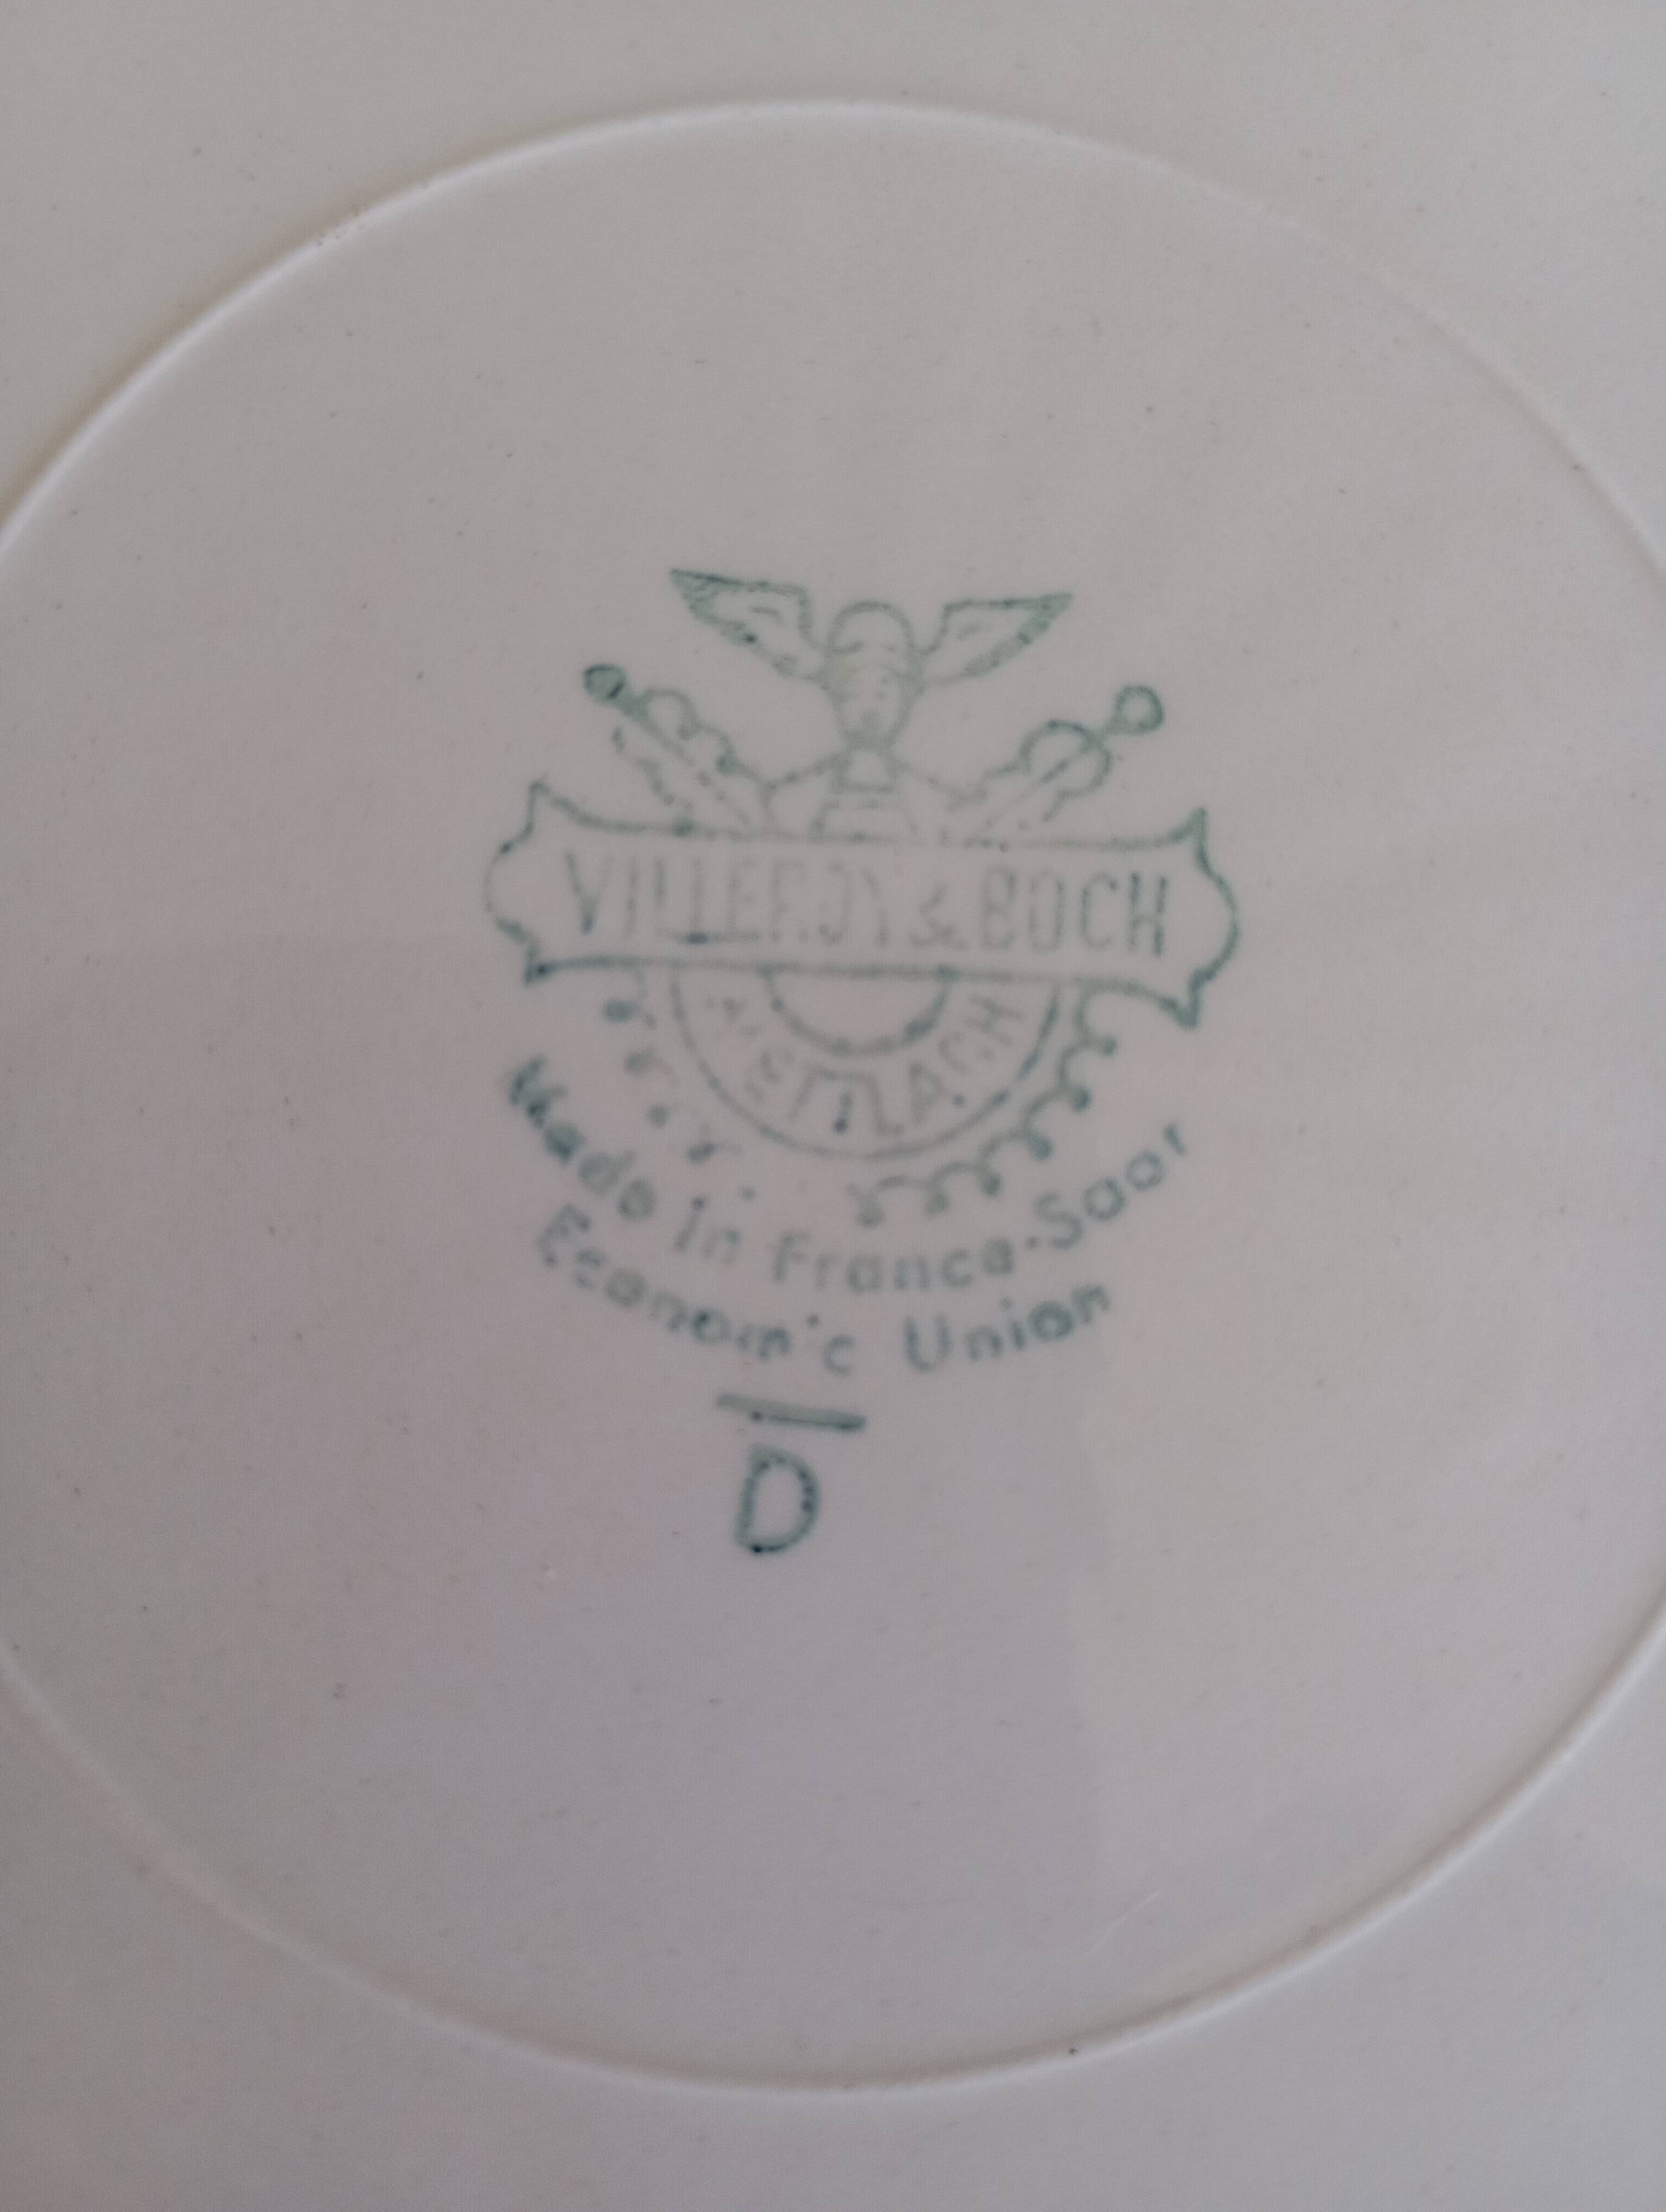 VILLEROY & BOCH
METTLACH
Made in France-Saar
Economic Union
D